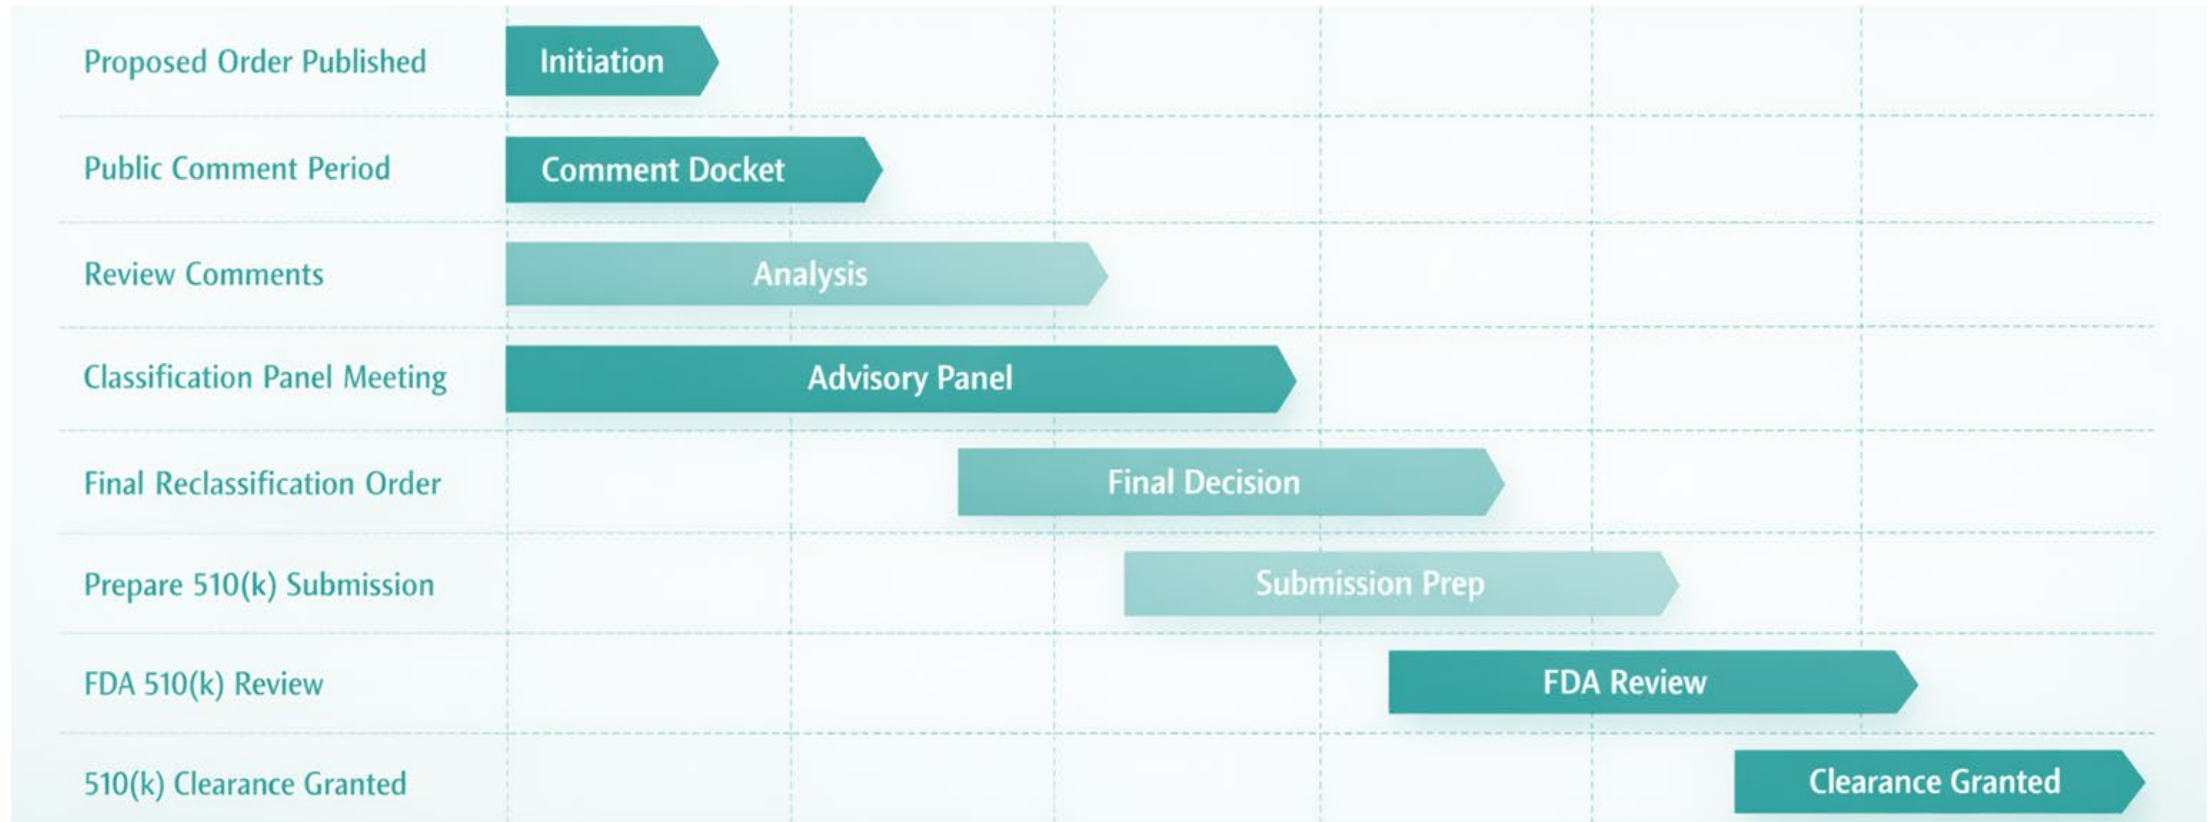 Proposed Order Published
Initiation
Public Comment Period
Comment Docket
Review Comments
Analysis
Classification Panel Meeting
Advisory Panel
Final Reclassification Order
Final Decision
Prepare 510(k) Submission
Submission Prep
FDA 510(k) Review
FDA Review
510(k) Clearance Granted
Clearance Granted